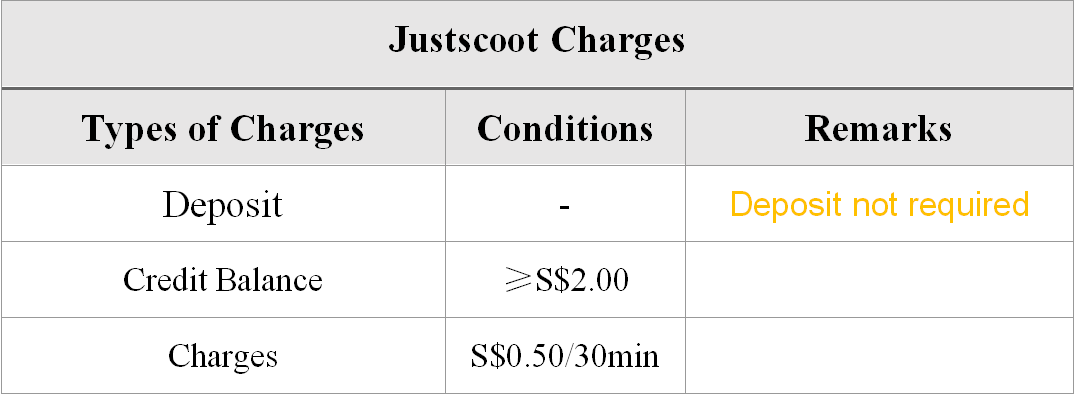 Justscoot Charges
Types of Charges Conditions Remarks
Deposit - Deposit not required
Credit Balance ⩾S$2.00
Charges S$0.50/30min